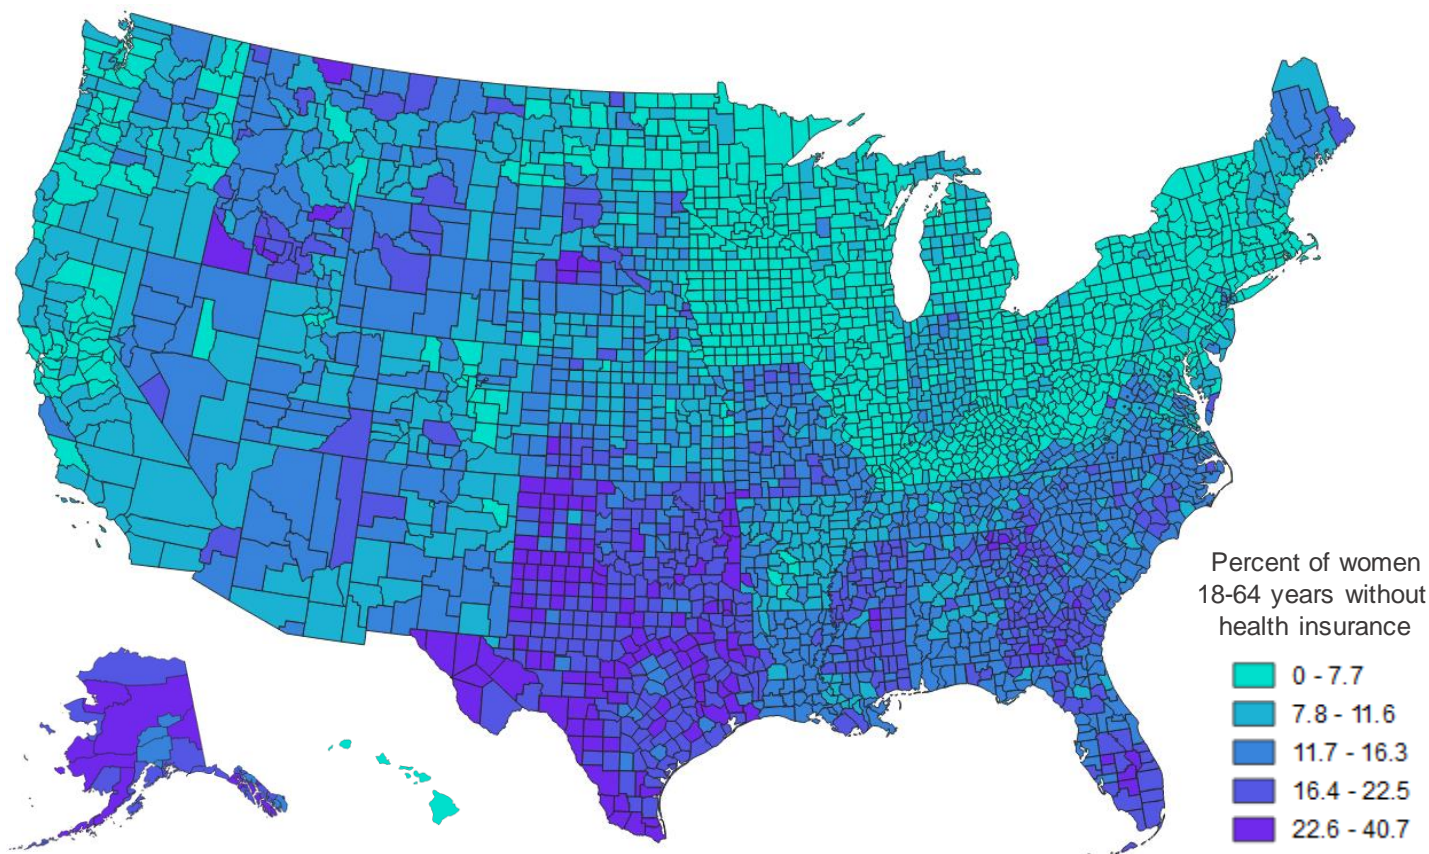 Percent of women
18-64 years without
health insurance
0 - 7.7
7.8 - 11.6
11.7 - 16.3
16.4 - 22.5
22.6 - 40.7